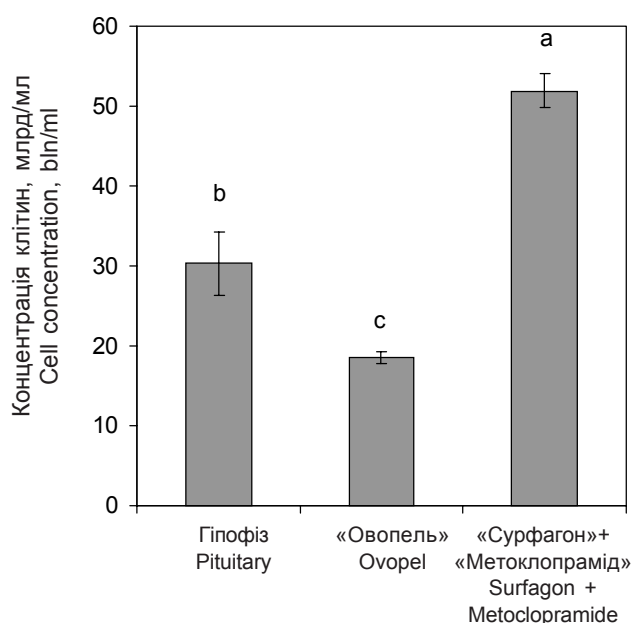 Концентрація клітин, млрд/мл
Cell concentration, bln/ml
60
50
40
30
20
10
0
a
b
c
Гіпофіз
Pituitary
«Овопель»
Ovopel
«Сурфагон»+
«Метоклопрамід»
Surfagon +
Metoclopramide